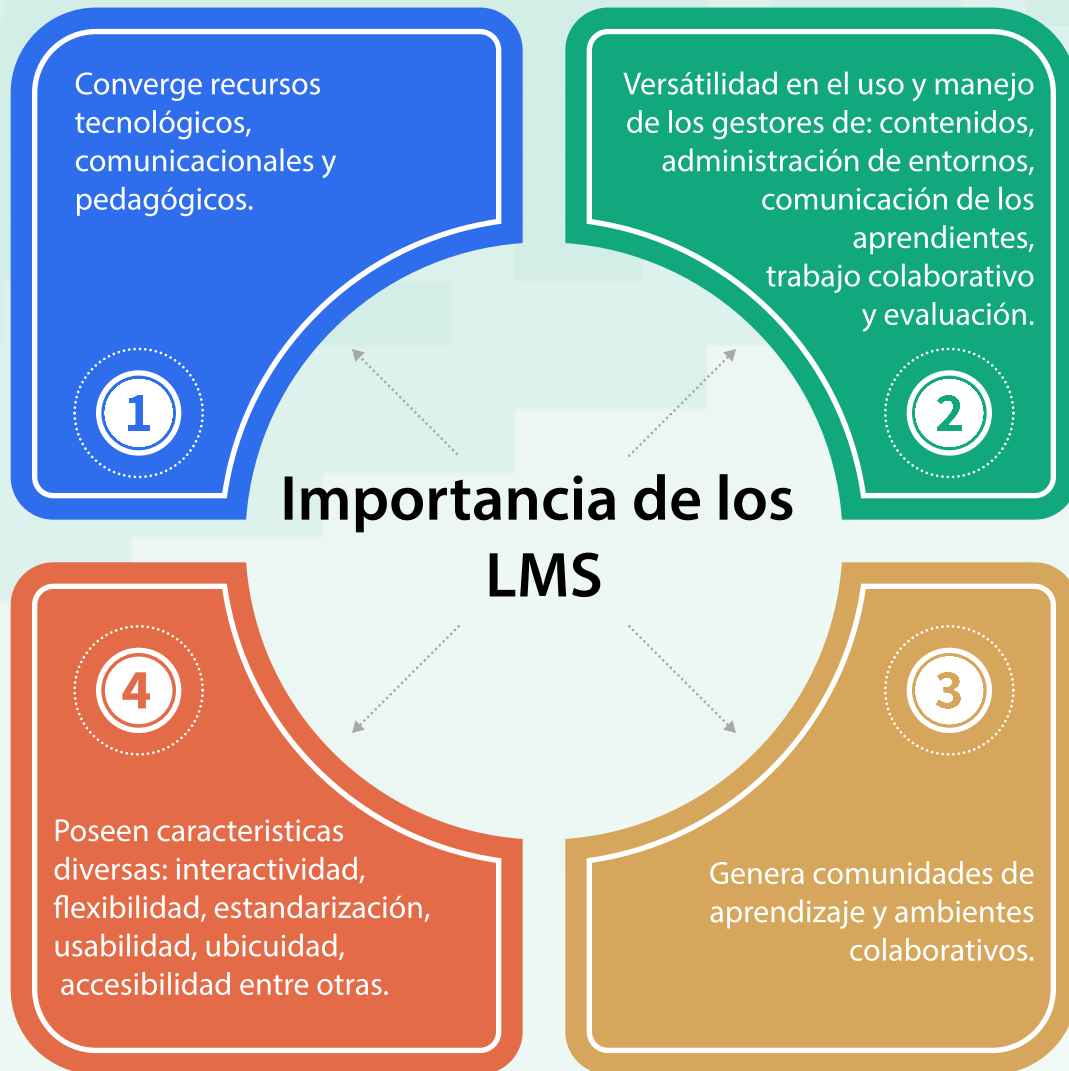 Converge recursos
tecnológicos,
comunicacionales y
pedagógicos.
1
Versátilidad en el uso y manejo
de los gestores de: contenidos,
administración de entornos,
comunicación de los
aprendientes,
trabajo colaborativo
y evaluación.
2
Importancia de los
LMS
3
Genera comunidades de
aprendizaje y ambientes
colaborativos.
4
Poseen caracteristicas
diversas: interactividad,
flexibilidad, estandarización,
usabilidad, ubicuidad,
accesibilidad entre otras.